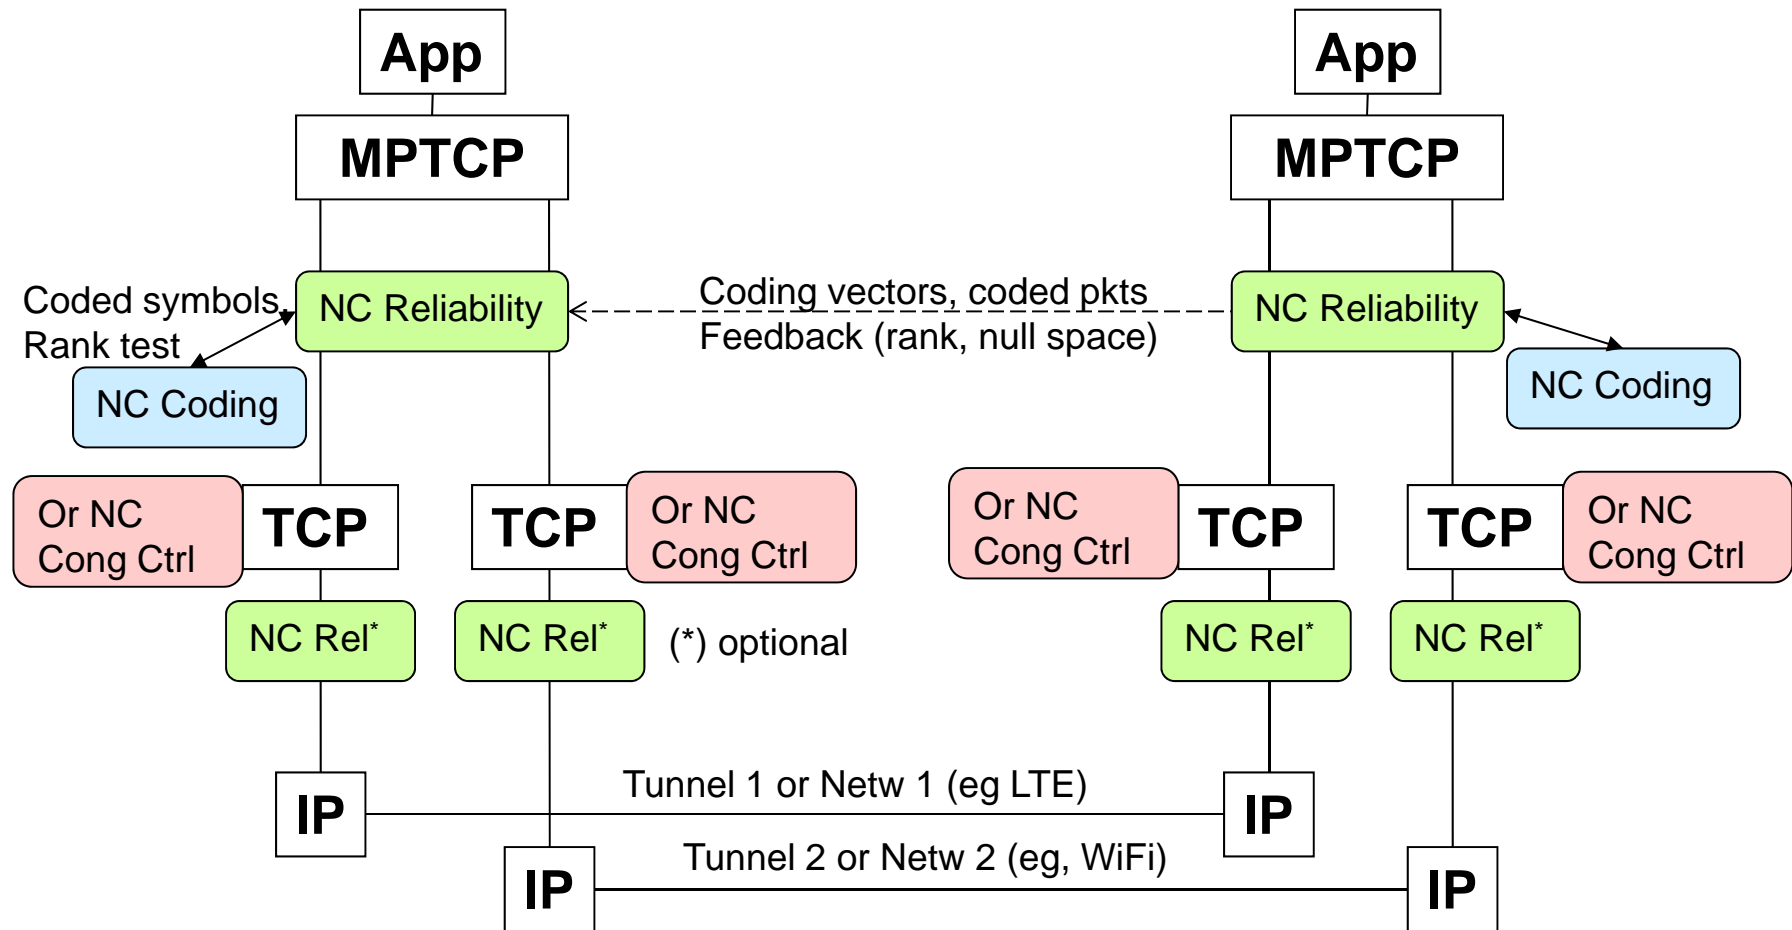 App
App
MPTCP
MPTCP
Coded symbols,
Rank test
NC Reliability
Coding vectors, coded pkts
Feedback (rank, null space)
NC Reliability
NC Coding
NC Coding
Or NC
Cong Ctrl
TCP
TCP
Or NC
Cong Ctrl
Or NC
Cong Ctrl
TCP
TCP
Or NC
Cong Ctrl
NC Rel*
NC Rel*
(*) optional
NC Rel*
NC Rel*
Tunnel 1 or Netw 1 (eg LTE)
IP
IP
Tunnel 2 or Netw 2 (eg, WiFi)
IP
IP